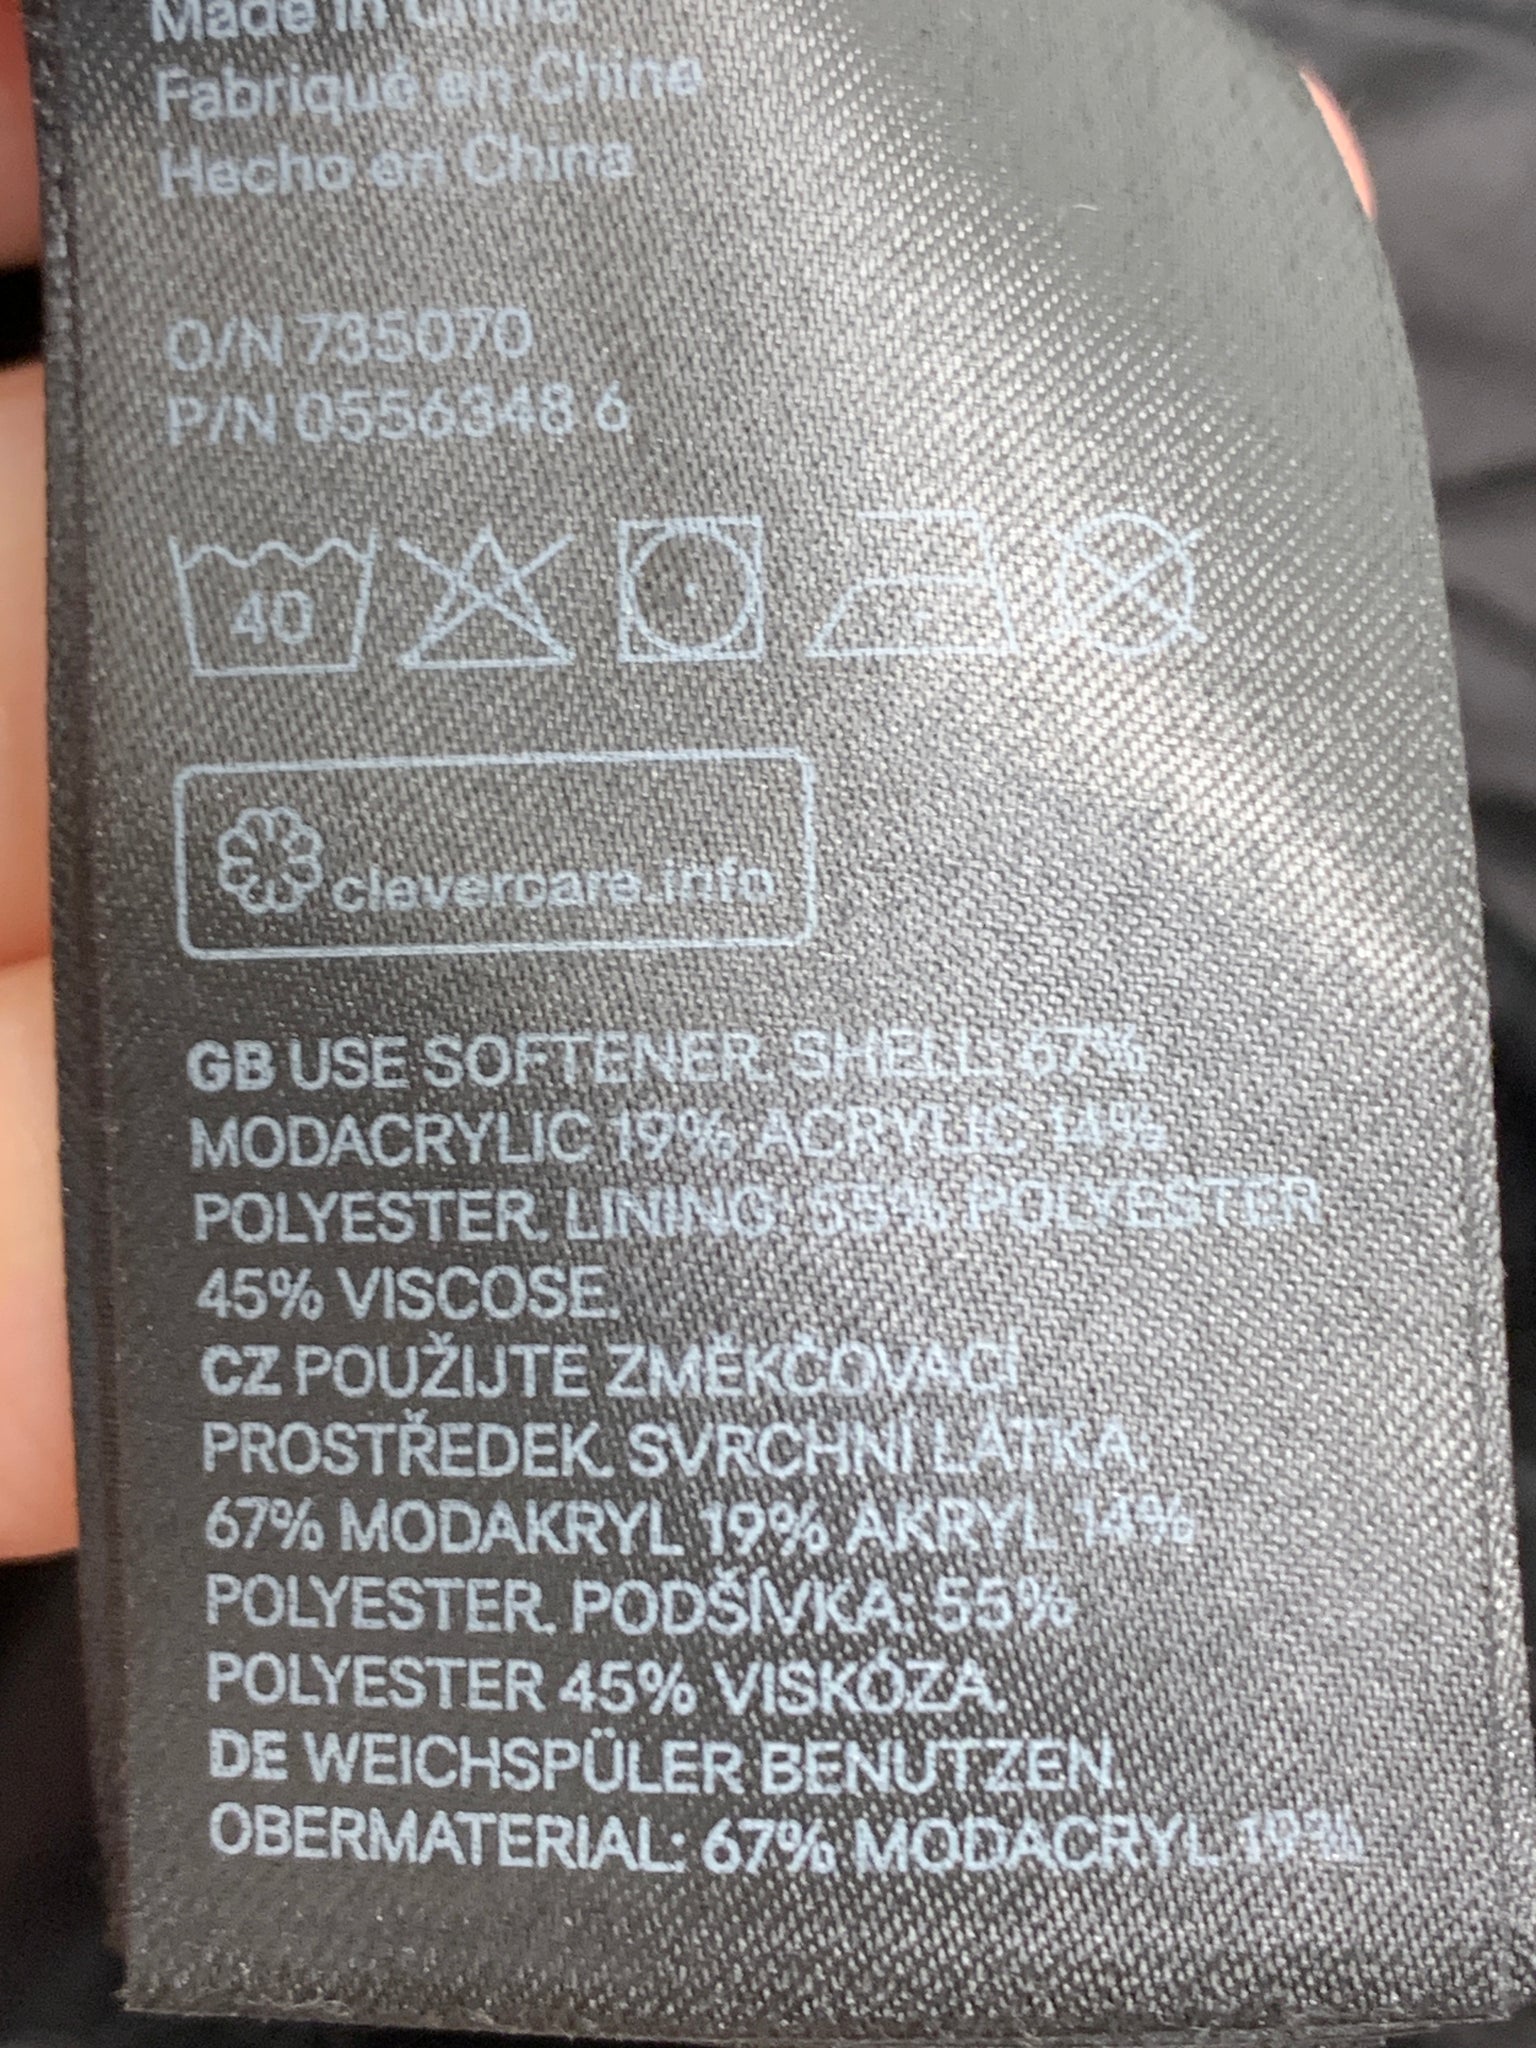 Made in China
Fabriqué en Chine
Hecho en China
O/N 735070
P/N 0556348 6
40
clevercare.info
GB USE SOFTENER. SHELL: 67%
MODACRYLIC 19% ACRYLIC 14%
POLYESTER. LINING: 55% POLYESTER
45% VISCOSE.
CZ POUŽIJTE ZMĚKČOVACÍ
PROSTŘEDEK. SVRCHNÍ LÁTKA:
67% MODAKRYL 19% AKRYL 14%
POLYESTER. PODŠÍVKA: 55%
POLYESTER 45% VISKÓZA.
DE WEICHSPÜLER BENUTZEN.
OBERMATERIAL: 67% MODACRYL 19%